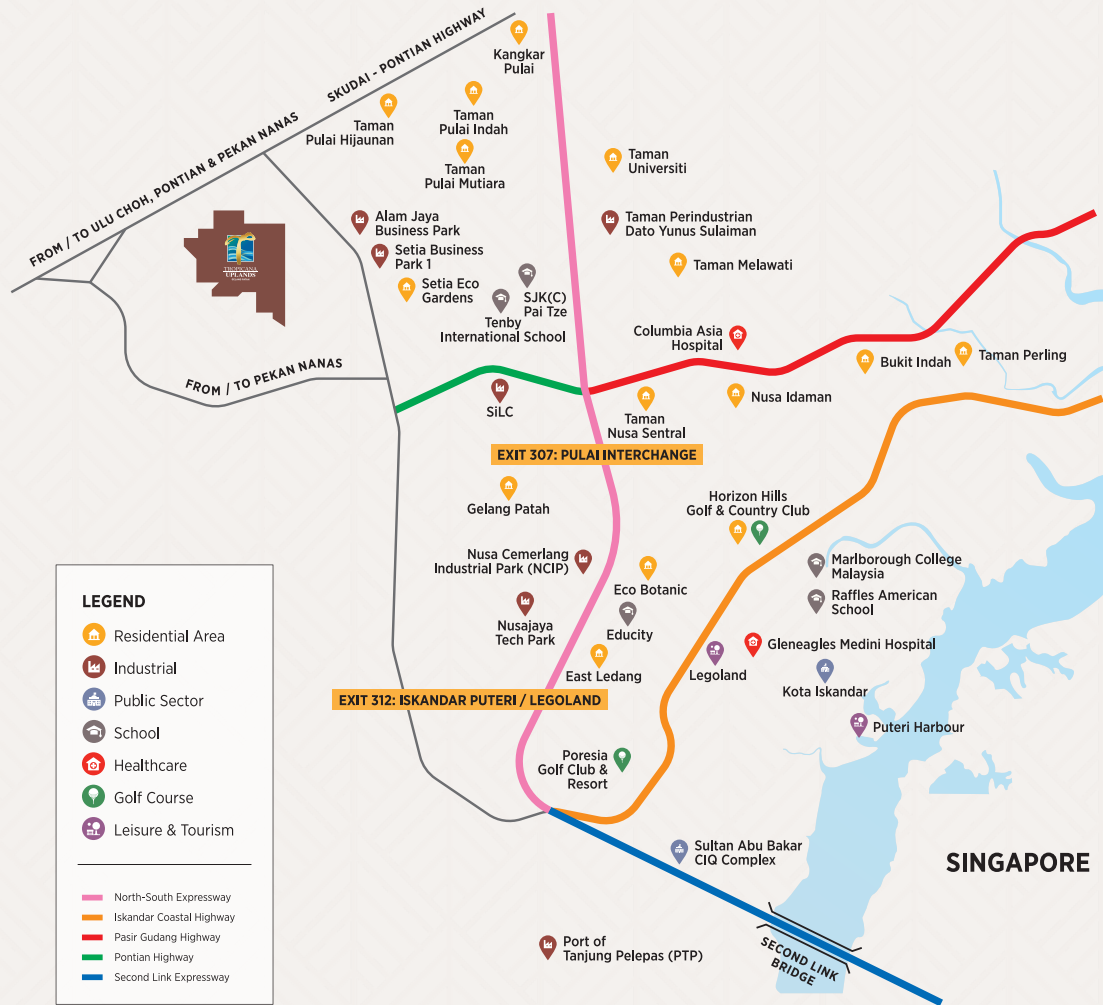 SKUDAI - PONTIAN HIGHWAY
FROM / TO ULU CHOH, PONTIAN & PEKAN NANAS
Kangkar
Pulai
Taman
Pulai Hijaunan
Taman
Pulai Indah
Taman
Pulai Mutiara
Taman
Universiti
Alam Jaya
Business Park
Setia Business
Park 1
Setia Eco
Gardens
SJK(C)
Pai Tze
Tenby
International School
Taman Perindustrian
Dato Yunus Sulaiman
Taman Melawati
TROPICANA
UPLANDS
FROM / TO PEKAN NANAS
Columbia Asia
Hospital
Bukit Indah
Taman Perling
SiLC
Taman
Nusa Sentral
Nusa Idaman
EXIT 307: PULAI INTERCHANGE
Gelang Patah
Horizon Hills
Golf & Country Club
Nusa Cemerlang
Industrial Park (NCIP)
Eco Botanic
Marlborough College
Malaysia
Raffles American
School
Nusajaya
Tech Park
Educity
East Ledang
Legoland
Gleneagles Medini Hospital
Kota Iskandar
EXIT 312: ISKANDAR PUTERI / LEGOLAND
Puteri Harbour
Poresia
Golf Club &
Resort
Sultan Abu Bakar
CIQ Complex
SINGAPORE
Port of
Tanjung Pelepas (PTP)
SECOND LINK
BRIDGE
LEGEND
Residential Area
Industrial
Public Sector
School
Healthcare
Golf Course
Leisure & Tourism
North-South Expressway
Iskandar Coastal Highway
Pasir Gudang Highway
Pontian Highway
Second Link Expressway